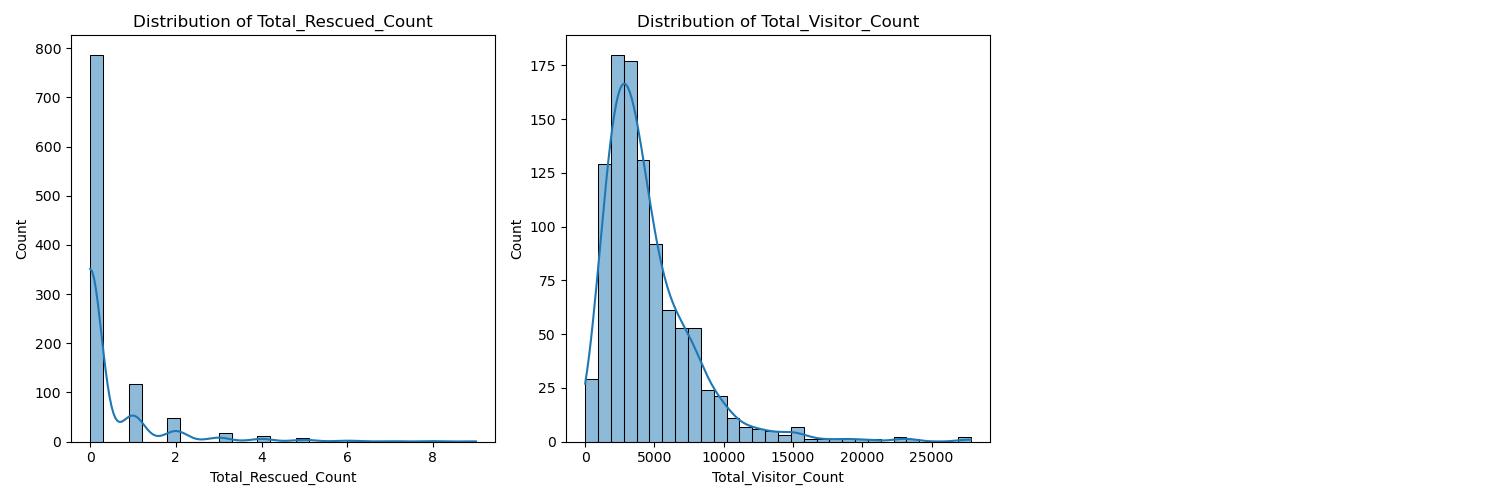 Distribution of Total_Rescued_Count
800
700
600
500
400
300
200
100
0
Count
0 2 4 6 8
Total_Rescued_Count
Distribution of Total_Visitor_Count
175
150
125
100
75
50
25
0
Count
0 5000 10000 15000 20000 25000
Total_Visitor_Count